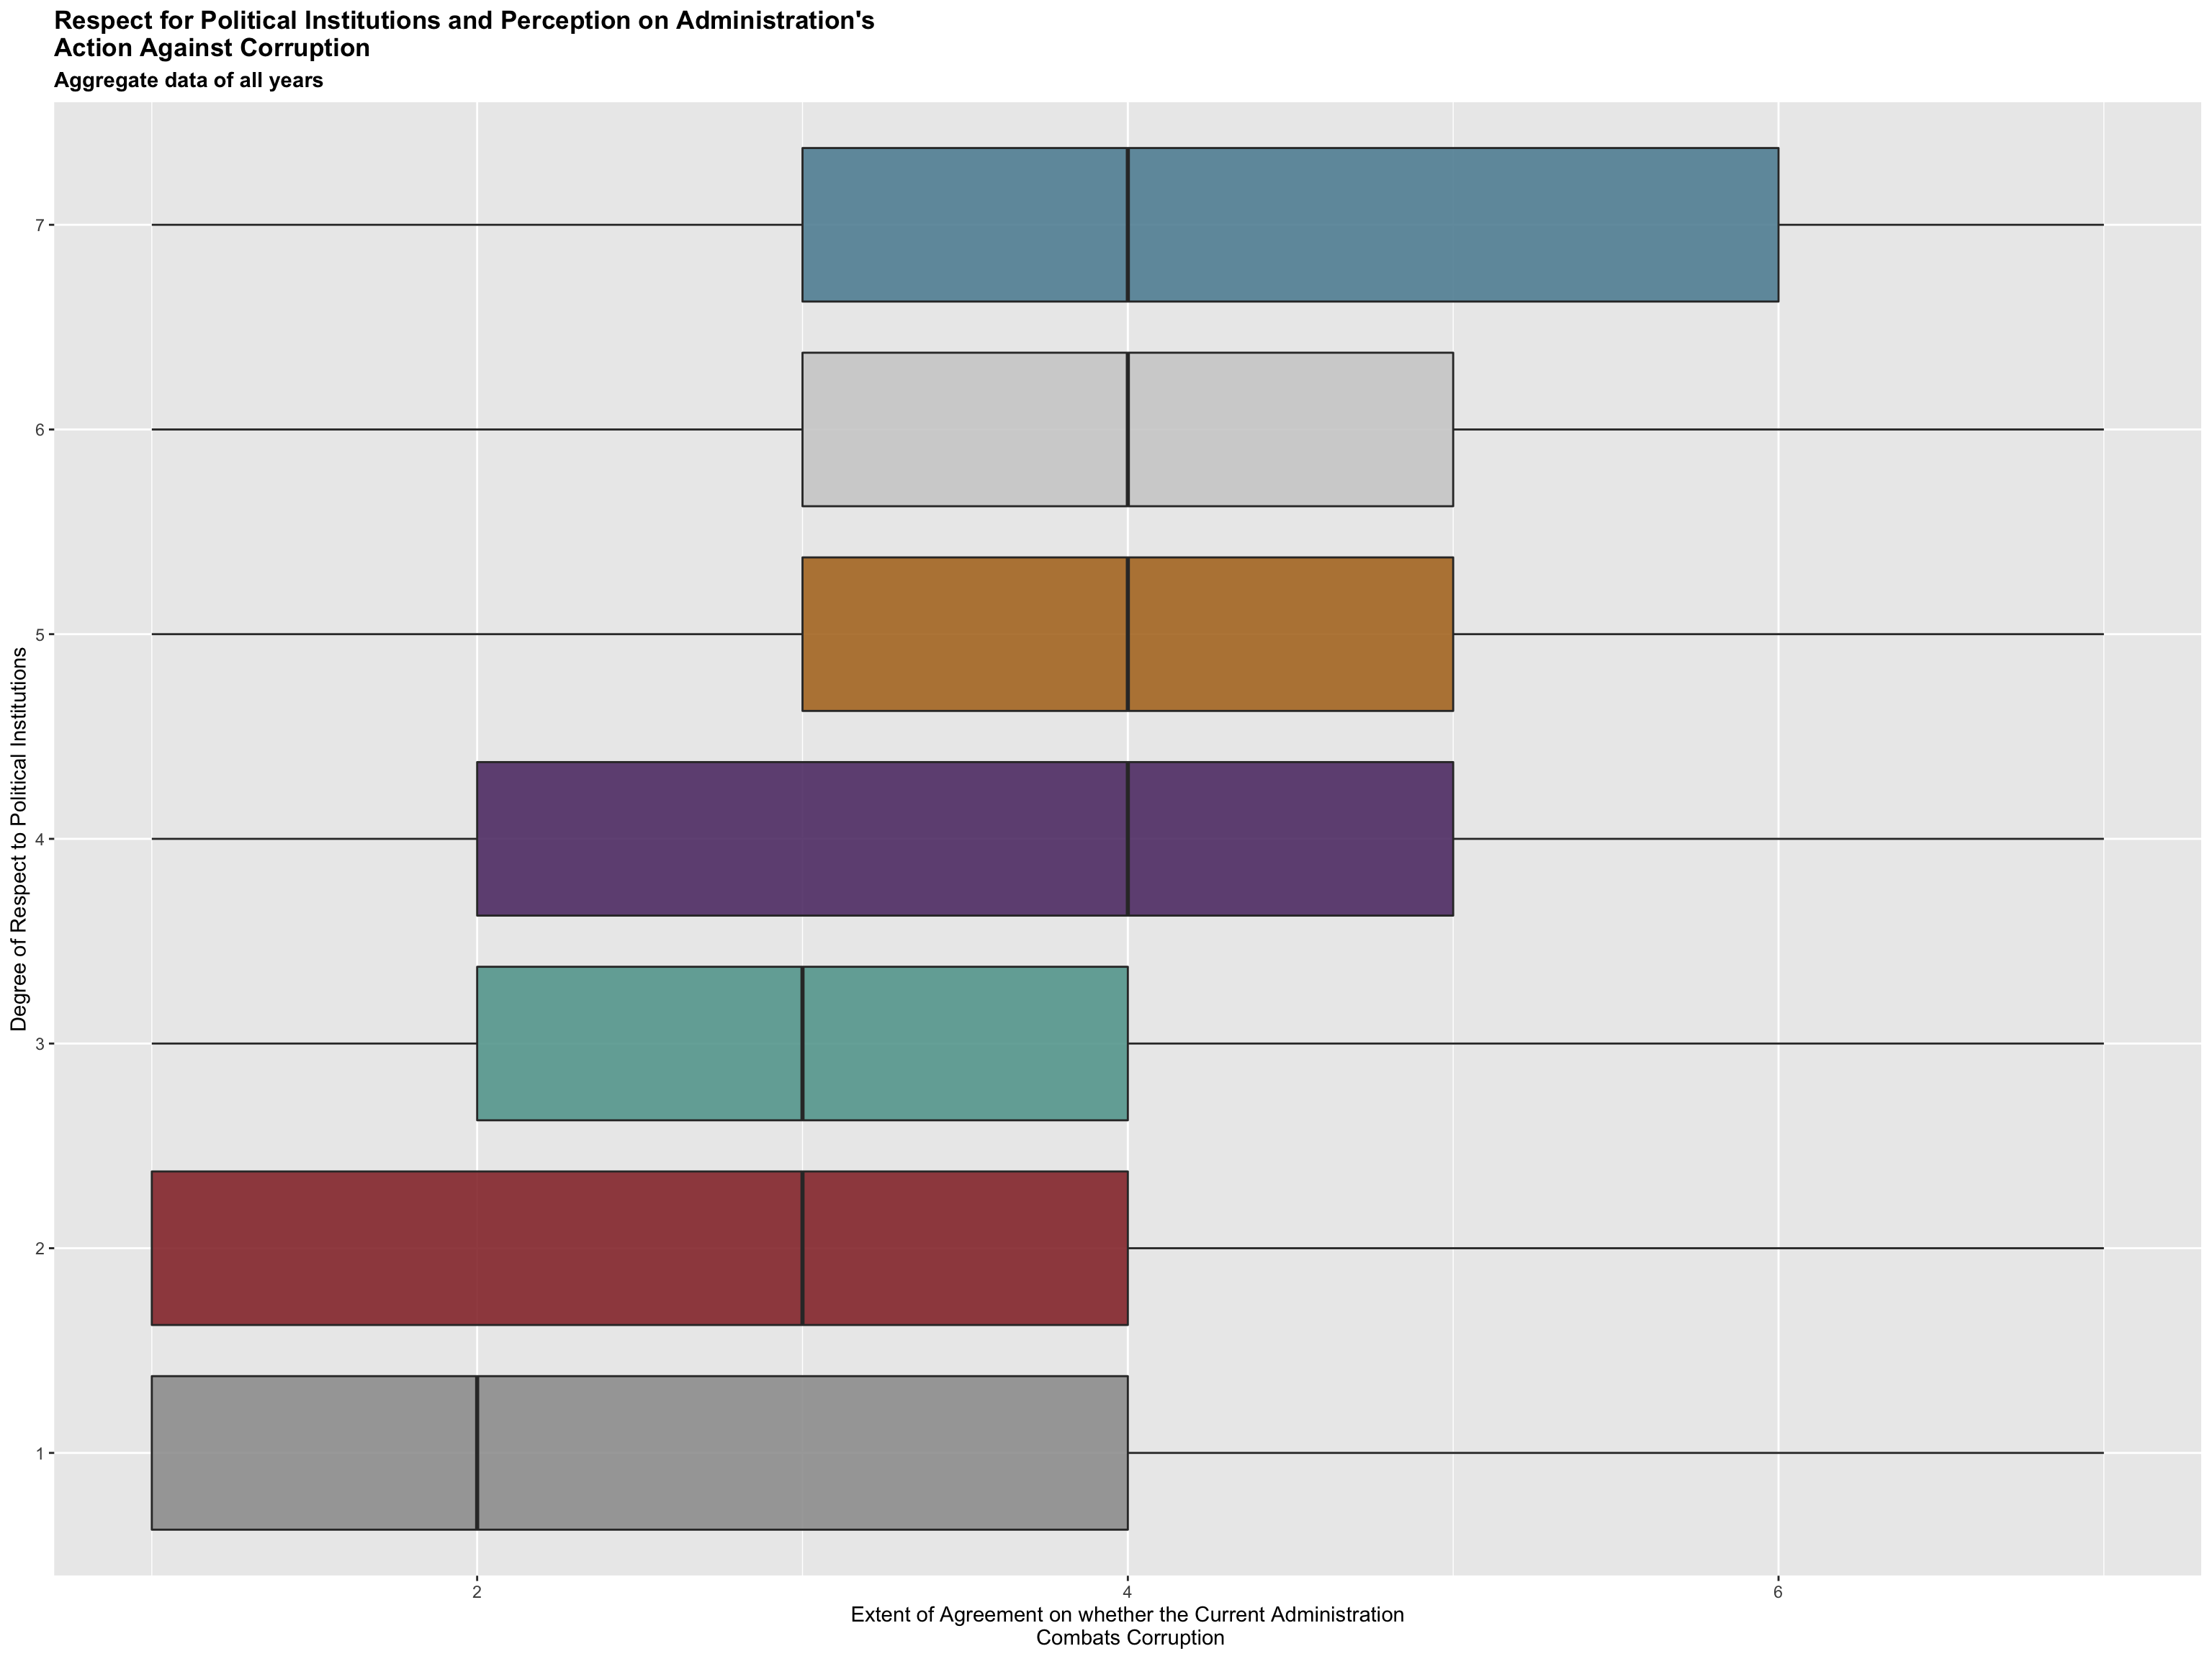 Respect for Political Institutions and Perception on Administration's
Action Against Corruption
Aggregate data of all years
Degree of Respect to Political Institutions
7
6
5
4
3
2
1
2
4
6
Extent of Agreement on whether the Current Administration
Combats Corruption